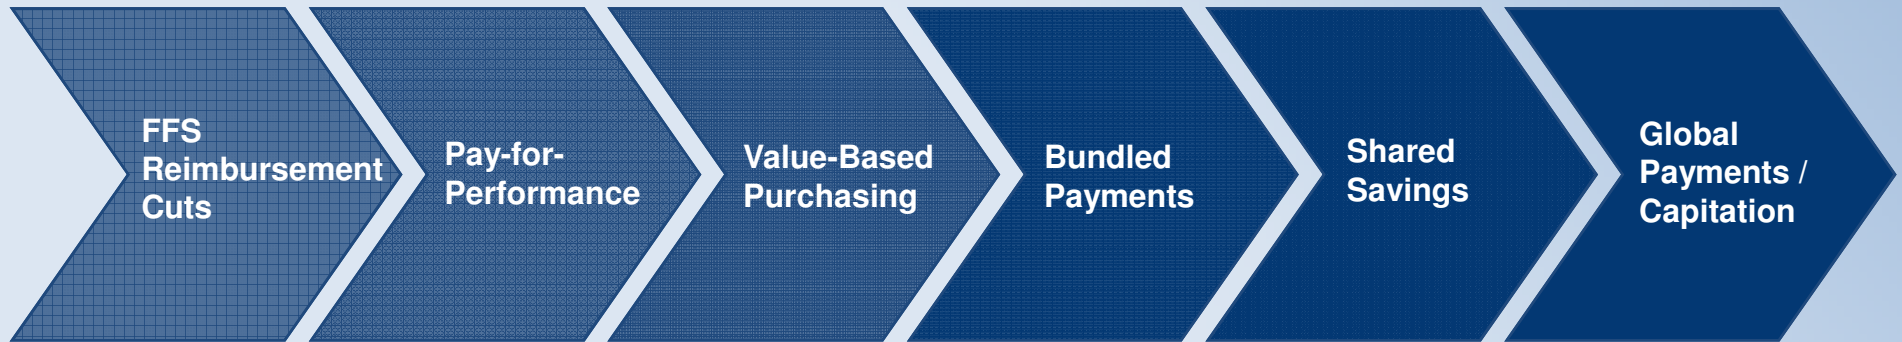 FFS
Reimbursement
Cuts
Pay-for-
Performance
Value-Based
Purchasing
Bundled
Payments
Shared
Savings
Global
Payments /
Capitation